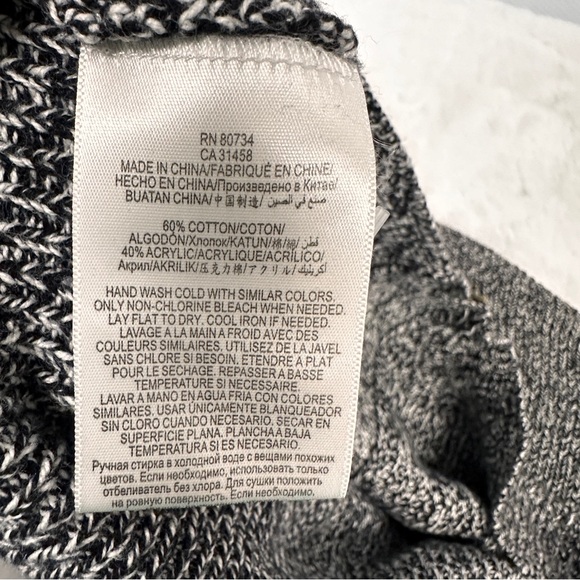 RN 80734
CA 31458
MADE IN CHINA/FABRIQUÉ EN CHINE/
HECHO EN CHINA/Произведено в Китае/
BUATAN CHINA/中国制造/ صنع في الصين/
60% COTTON/COTON/
ALGODÓN/Хлопок/KATUN/棉/綿/قطن/
40% ACRYLIC/ACRYLIQUE/ACRÍLICO/
Акрил/AKRILIK/压克力棉/アクリル/أكريليك/
HAND WASH COLD WITH SIMILAR COLORS.
ONLY NON-CHLORINE BLEACH WHEN NEEDED.
LAY FLAT TO DRY. COOL IRON IF NEEDED.
LAVAGE A LA MAIN A FROID AVEC DES
COULEURS SIMILAIRES. UTILISEZ DE LA JAVEL
SANS CHLORE SI BESOIN. ETENDRE A PLAT
POUR LE SECHAGE. REPASSER A BASSE
TEMPERATURE SI NECESSAIRE.
LAVAR A MANO EN AGUA FRIA CON COLORES
SIMILARES. USAR ÚNICAMENTE BLANQUEADOR
SIN CLORO CUANDO NECESARIO. SECAR EN
SUPERFICIE PLANA. PLANCHA A BAJA
TEMPERATURA SI ES NECESARIO.
Ручная стирка в холодной воде с вещами похожих
цветов. Если необходимо, использовать только
отбеливатель без хлора. Для сушки положить
на ровную поверхность. Если необходимо,